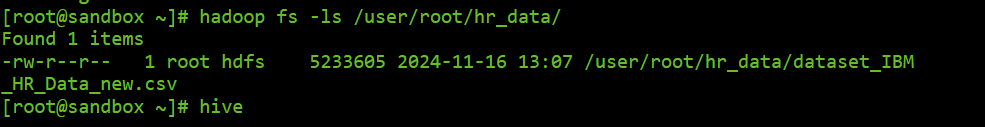 [root@sandbox ~]# hadoop fs -ls /user/root/hr_data/
Found 1 items
-rw-r--r--   1 root hdfs    5233605 2024-11-16 13:07 /user/root/hr_data/dataset_IBM
_HR_Data_new.csv
[root@sandbox ~]# hive